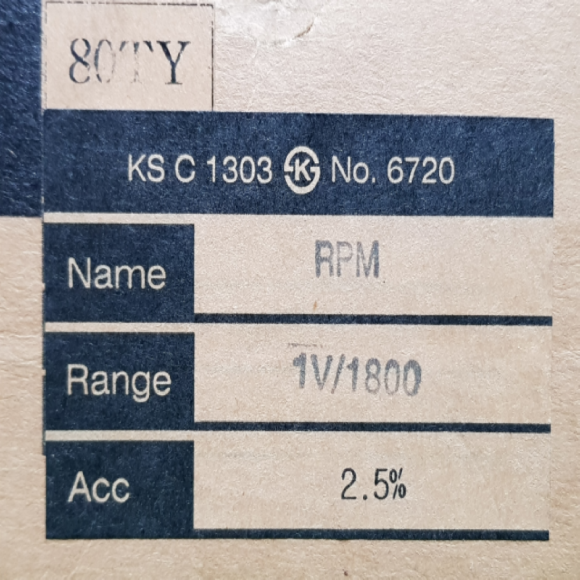 80TY
KS C 1303 K No. 6720
Name RPM
Range 1V/1800
Acc 2.5%